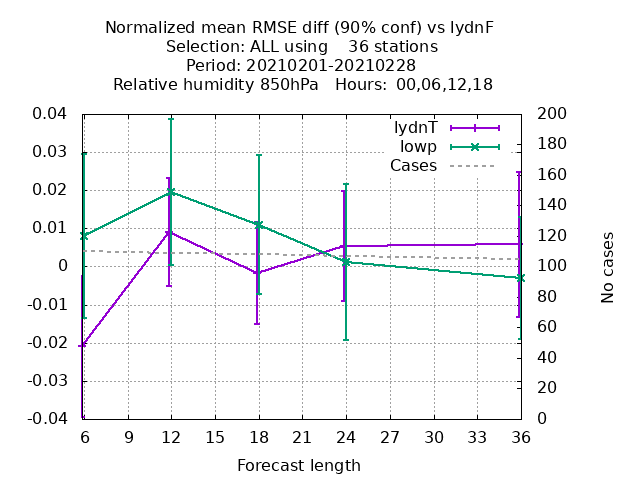 Normalized mean RMSE diff (90% conf) vs lydnF
Selection: ALL using 36 stations
Period: 20210201-20210228
Relative humidity 850hPa Hours: 00,06,12,18
0.04 200
lydnT
lowp
Cases
180
0.03
160
0.02
140
0.01 120
0 100
-0.01 80
60
-0.02
40
-0.03
20
-0.04 0
No cases
6 9 12 15 18 21 24 27 30 33 36
Forecast length